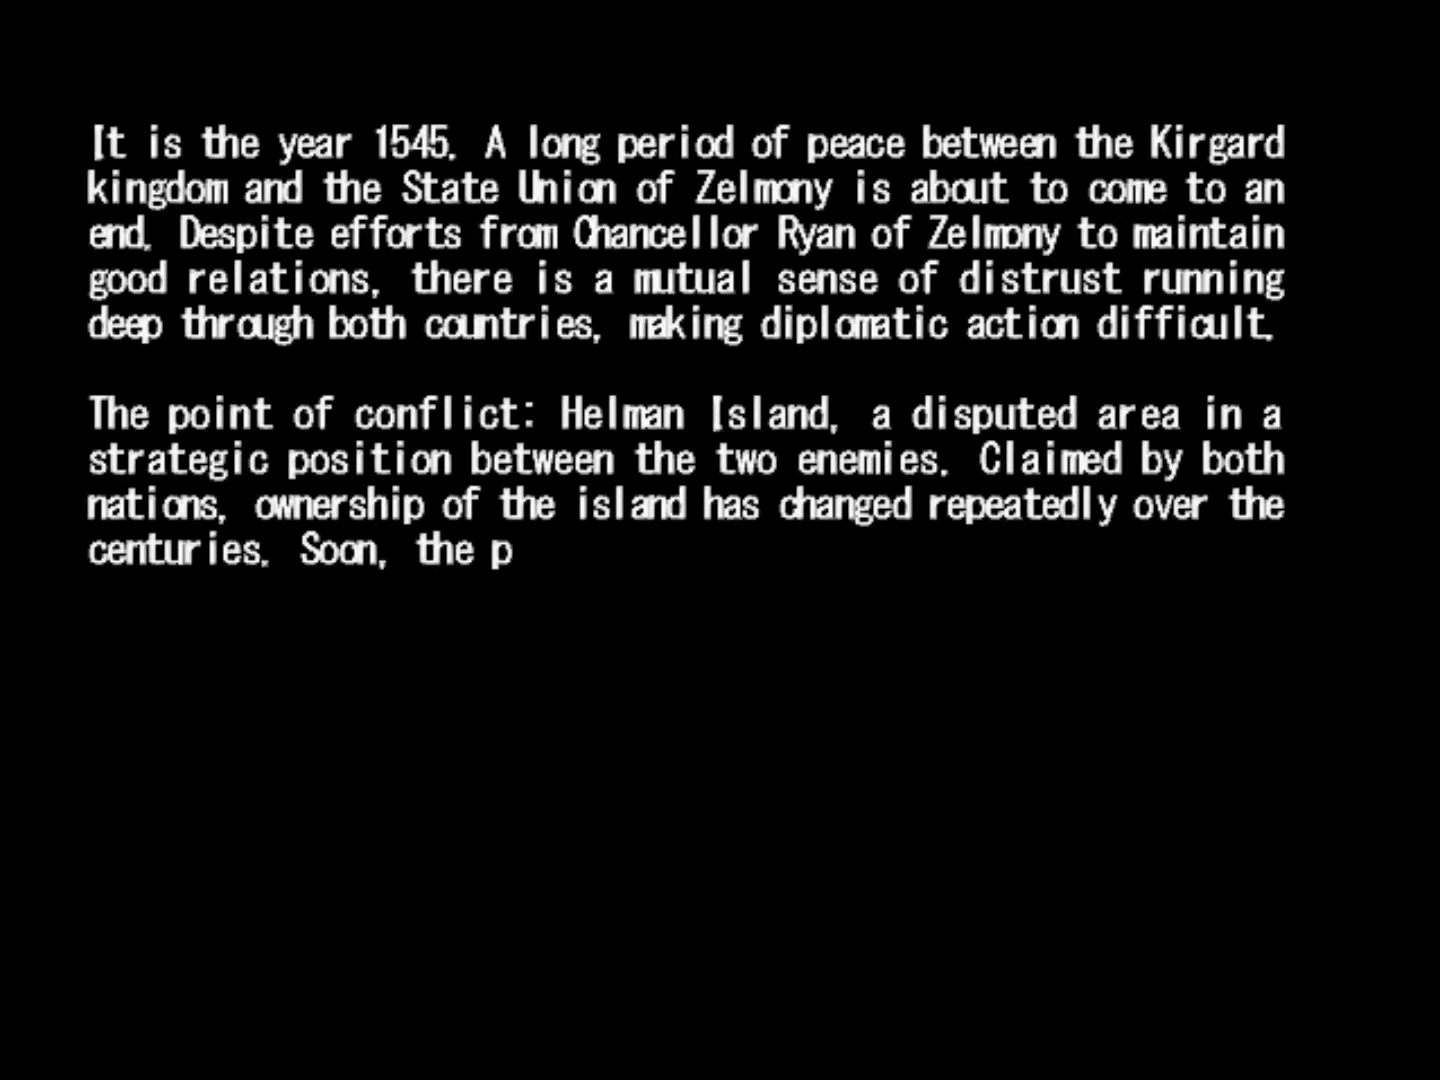 It is the year 1545. A long period of peace between the Kirgard
kingdom and the State Union of Zelmony is about to come to an
end. Despite efforts from Chancellor Ryan of Zelmony to maintain
good relations, there is a mutual sense of distrust running
deep through both countries, making diplomatic action difficult.
The point of conflict: Helman Island, a disputed area in a
strategic position between the two enemies. Claimed by both
nations, ownership of the island has changed repeatedly over the
centuries. Soon, the p